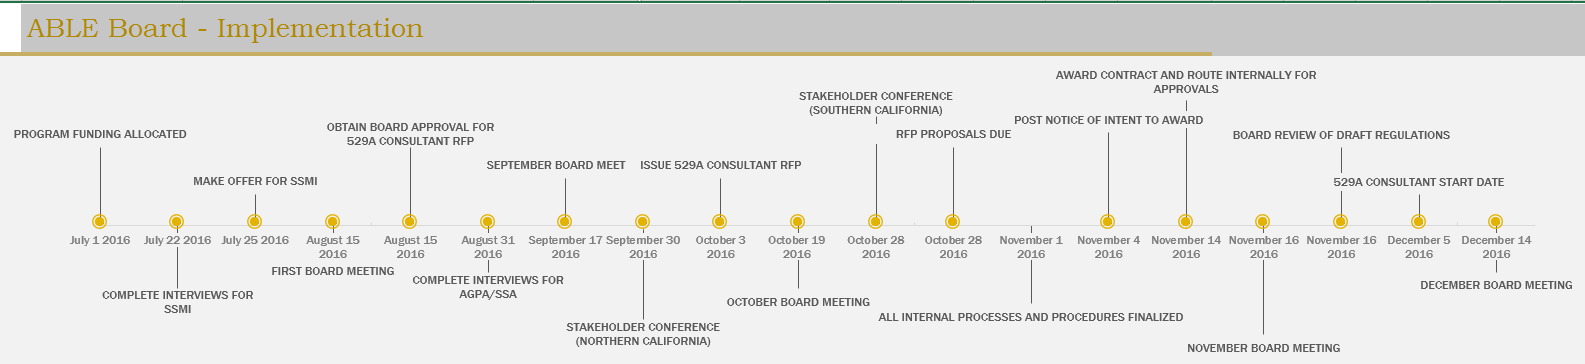 ABLE Board - Implementation
AWARD CONTRACT AND ROUTE INTERNALLY FOR
APPROVALS
STAKEHOLDER CONFERENCE
(SOUTHERN CALIFORNIA)
POST NOTICE OF INTENT TO AWARD
PROGRAM FUNDING ALLOCATED
OBTAIN BOARD APPROVAL FOR
529A CONSULTANT RFP
RFP PROPOSALS DUE
BOARD REVIEW OF DRAFT REGULATIONS
SEPTEMBER BOARD MEET
ISSUE 529A CONSULTANT RFP
MAKE OFFER FOR SSMI
529A CONSULTANT START DATE
July 1 2016
July 22 2016
July 25 2016
August 15
2016
August 15
2016
August 31
2016
September 17
2016
September 30
2016
October 3
2016
October 19
2016
October 28
2016
October 28
2016
November 1
2016
November 4
2016
November 14
2016
November 16
2016
November 16
2016
December 5
2016
December 14
2016
FIRST BOARD MEETING
COMPLETE INTERVIEWS FOR
AGPA/SSA
DECEMBER BOARD MEETING
COMPLETE INTERVIEWS FOR
SSMI
OCTOBER BOARD MEETING
ALL INTERNAL PROCESSES AND PROCEDURES FINALIZED
STAKEHOLDER CONFERENCE
(NORTHERN CALIFORNIA)
NOVEMBER BOARD MEETING